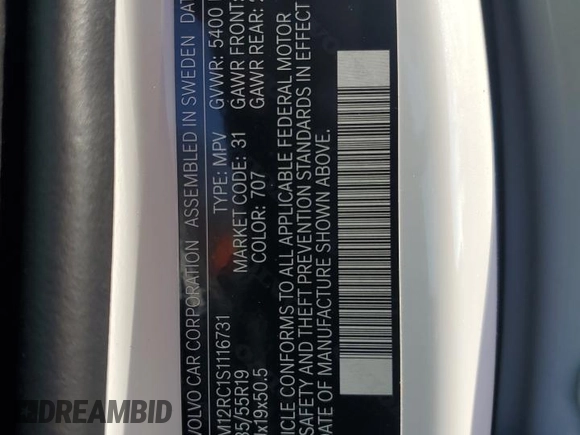 VOLVO CAR CORPORATION ASSEMBLED IN SWEDEN DAT
TYPE: MPV GVWR: 5400
M12RC1S1116731 MARKET CODE: 31 GAWR FRONT:
35/55R19 COLOR: 707 GAWR REAR:
x19x50.5
ICLE CONFORMS TO ALL APPLICABLE FEDERAL MOTOR
SAFETY AND THEFT PREVENTION STANDARDS IN EFFECT
DATE OF MANUFACTURE SHOWN ABOVE.
EREALBID